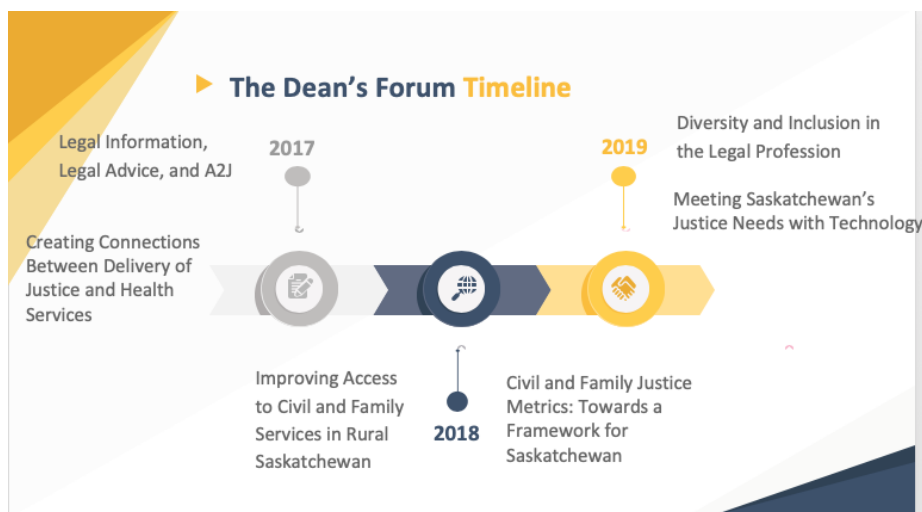 The Dean’s Forum Timeline
Legal Information,
Legal Advice, and A2J
2017
Creating Connections
Between Delivery of
Justice and Health
Services
Improving Access
to Civil and Family
Services in Rural
Saskatchewan
2018
Civil and Family Justice
Metrics: Towards a
Framework for
Saskatchewan
2019
Diversity and Inclusion in
the Legal Profession
Meeting Saskatchewan’s
Justice Needs with Technology